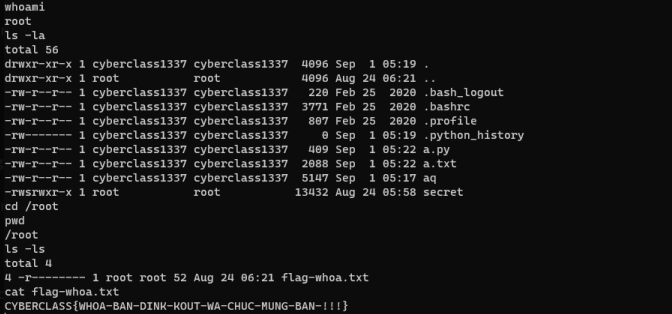 whoami
root
ls -la
total 56
drwxr-xr-x 1 cyberclass1337 cyberclass1337  4096 Sep  1 05:19 .
drwxr-xr-x 1 root           root            4096 Aug 24 06:21 ..
-rw-r--r-- 1 cyberclass1337 cyberclass1337   220 Feb 25  2020 .bash_logout
-rw-r--r-- 1 cyberclass1337 cyberclass1337  3771 Feb 25  2020 .bashrc
-rw-r--r-- 1 cyberclass1337 cyberclass1337   807 Feb 25  2020 .profile
-rw------- 1 cyberclass1337 cyberclass1337     0 Sep  1 05:19 .python_history
-rw-r--r-- 1 cyberclass1337 cyberclass1337   409 Sep  1 05:22 a.py
-rw-r--r-- 1 cyberclass1337 cyberclass1337  2088 Sep  1 05:22 a.txt
-rw-r--r-- 1 cyberclass1337 cyberclass1337  5147 Sep  1 05:17 aq
-rwsrwxr-x 1 root           root           13432 Aug 24 05:58 secret
cd /root
pwd
/root
ls -ls
total 4
4 -r-------- 1 root root 52 Aug 24 06:21 flag-whoa.txt
cat flag-whoa.txt
CYBERCLASS{WHOA-BAN-DINK-KOUT-WA-CHUC-MUNG-BAN-!!!}